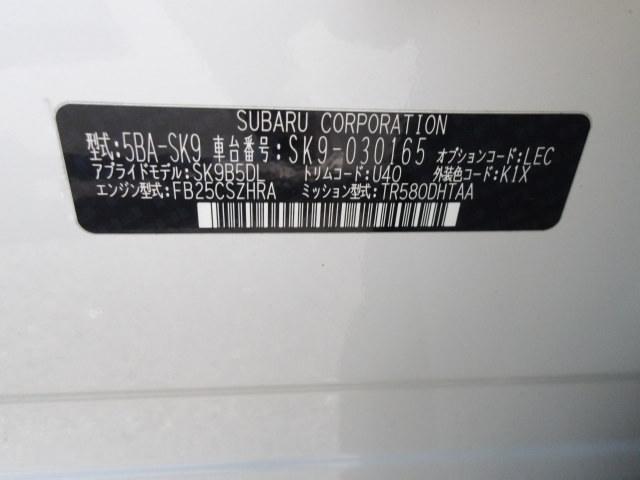 SUBARU CORPORATION
型式:5BA-SK9 車台番号:SK9-030165 オプションコード:LEC
アプライドモデル:SK9B5DL トリムコード:U40 外装色コード:K1X
エンジン型式:FB25CSZHRA ミッション型式:TR580DHTAA